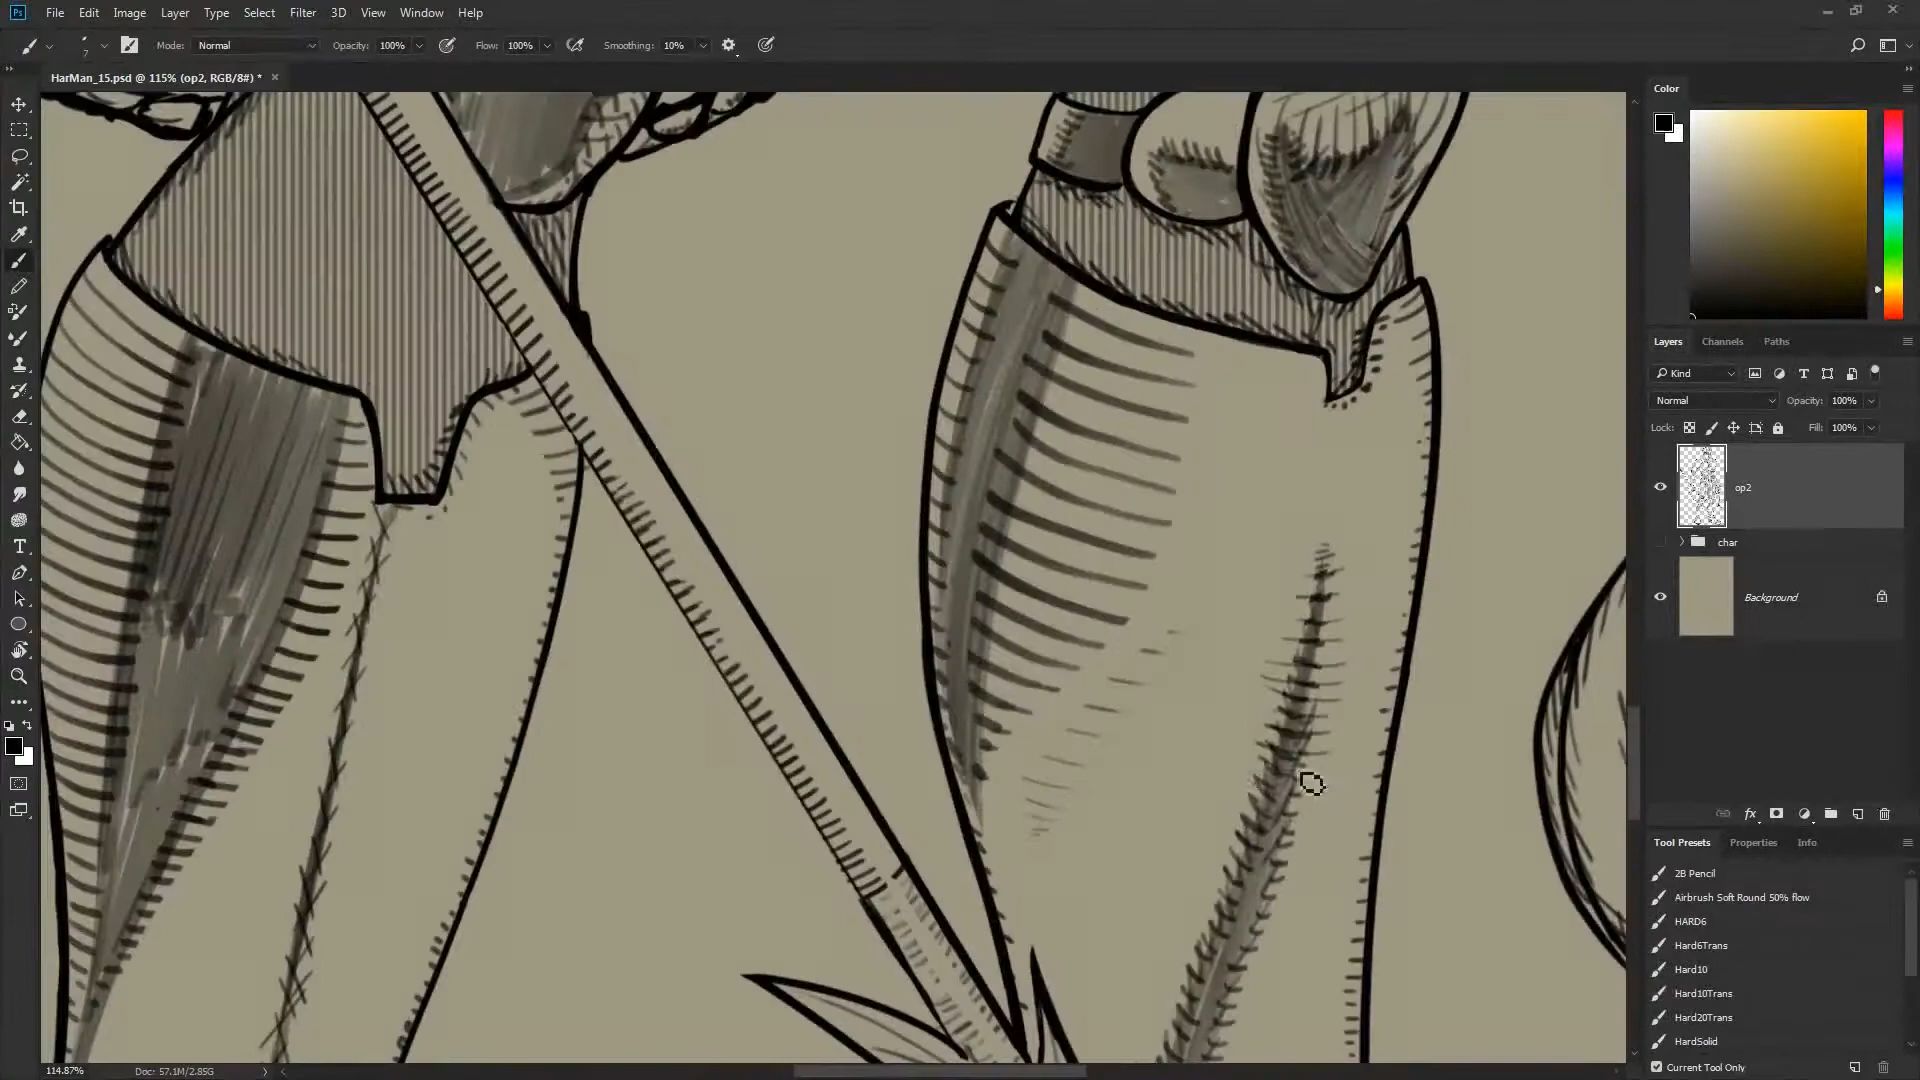 Ps File Edit Image Layer Type Select Filter 3D View Window Help
7 Mode: Normal Opacity: 100% Flow: 100% Smoothing: 10%
HarMan_15.psd @ 115% (op2, RGB/8#) *
Color
Layers Channels Paths
Kind
Normal Opacity: 100%
Lock: Fill: 100%
op2
char
Background
Tool Presets Properties Info
2B Pencil
Airbrush Soft Round 50% flow
HARD6
Hard6Trans
Hard10
Hard10Trans
Hard20Trans
HardSolid
Current Tool Only
114.87% Doc: 57.1M/2.85G